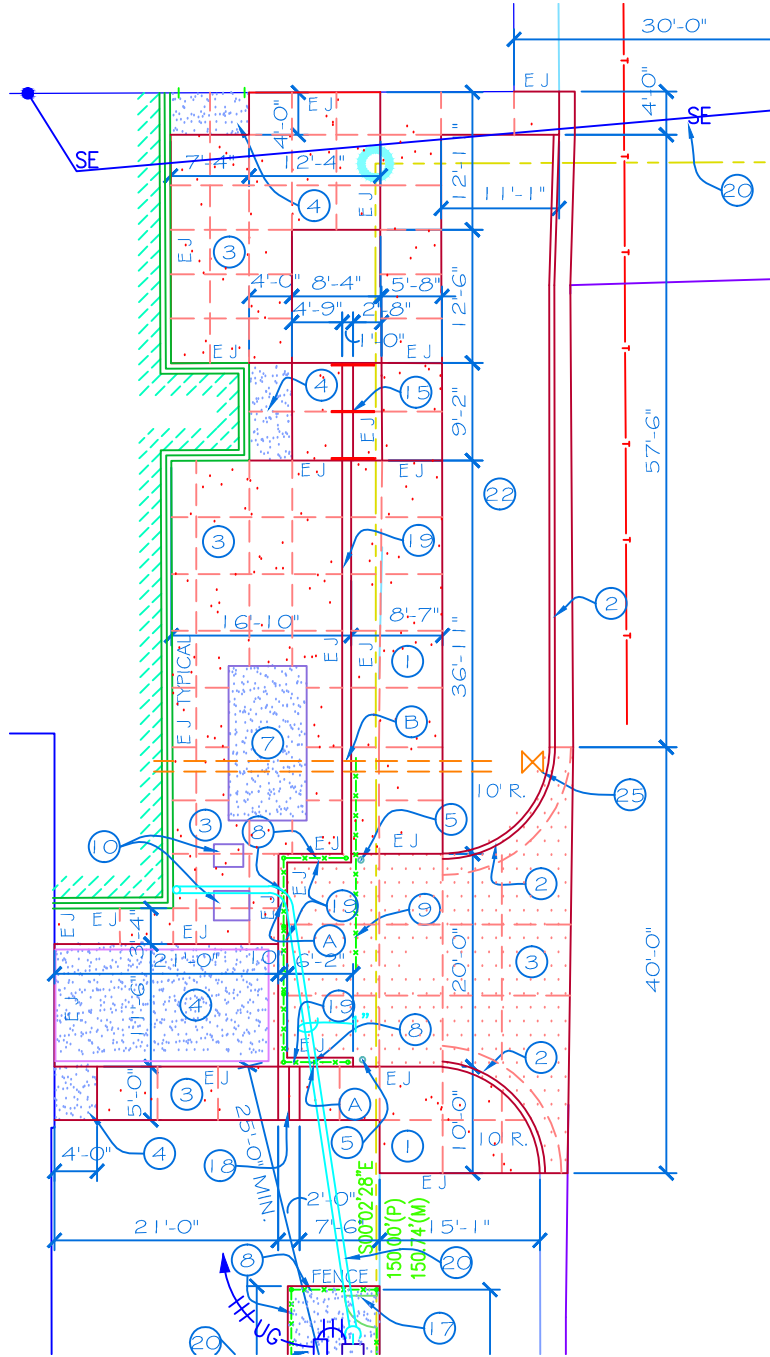 30'-0"
EJ
EJ
4'-0"
4'-0"
SE
SE
7'-4"
12'-4"
12'-1"
20
4
11'-1"
EJ
EJ
3
4'-0"
8'-4"
5'-8"
12'-6"
4'-9"
2'-8"
1'-0"
EJ
EJ
4
15
EJ
9'-2"
57'-6"
EJ
EJ
22
3
19
2
16'-10"
8'-7"
EJ
EJ
1
36'-11"
EJ TYPICAL
7
B
10' R.
25
3
8
5
10
EJ
EJ
2
EJ
19
9
EJ
EJ
EJ
EJ
A
3'-4"
3
21'-0"
6'-2"
20'-0"
40'-0"
4
19
EJ
11'-6"
8
EJ
2
EJ
EJ
3
A
5'-0"
25'-0" MIN.
10'-0"
10' R.
5
1
4'-0"
4
18
EJ
2'-0"
S00°02'28"E
150.00'(P)
150.74'(M)
21'-0"
7'-6"
15'-1"
8
20
FENCE
17
UG
20